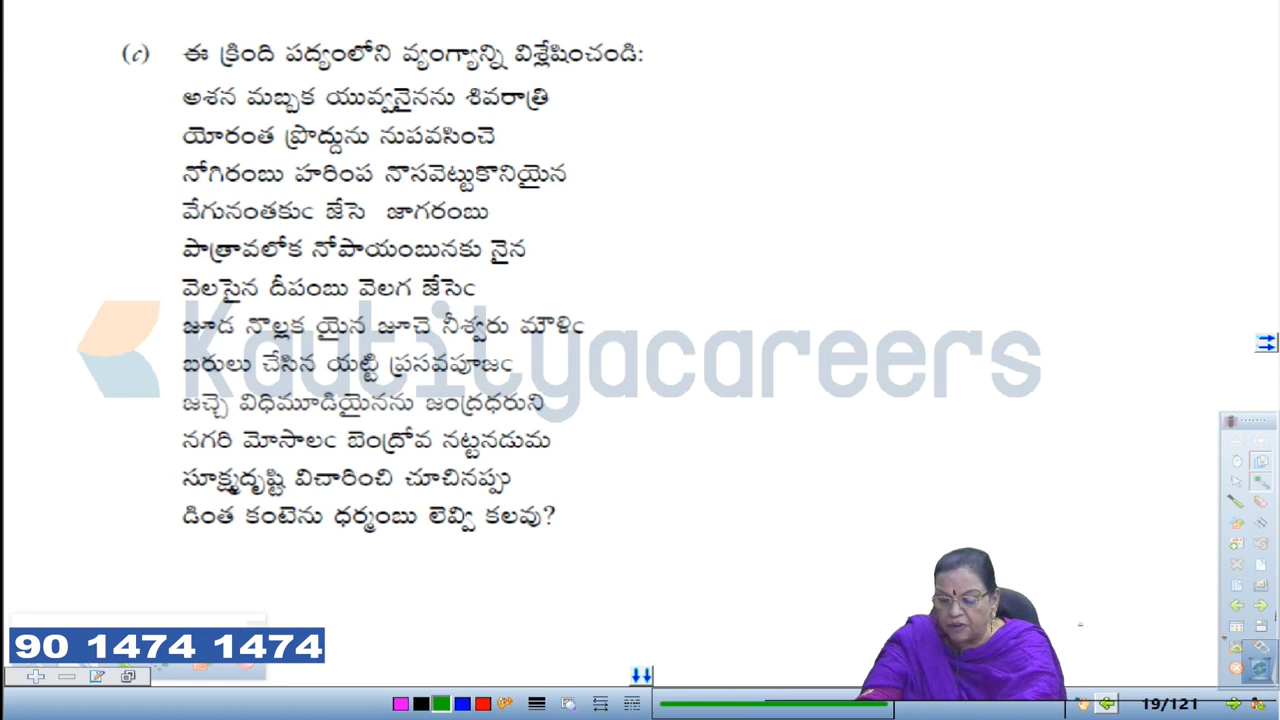 (c) ఈ క్రింది పద్యంలోని వ్యంగ్యాన్ని విశ్లేషించండి:
అశన మబ్బక యువ్వనైనను శివరాత్రి
యోరంత ప్రొద్దును నుపవసించె
నోగిరంబు హరింప నొసవెట్టుకొనియైన
వేగునంతకుఁ జేసె జాగరంబు
పాత్రావలోక నోపాయంబునకు నైన
వెలసైన దీపంబు వెలగ జేసెఁ
జూడ నొల్లక యైన జూచె నీశ్వరు మౌళిఁ
బరులు చేసిన యట్టి ప్రసవపూజఁ
జచ్చె విధిమూడియైనను జంద్రధరుని
నగరి మోసాలఁ బెంద్రోవ నట్టనడుమ
సూక్ష్మదృష్టి విచారించి చూచినప్పు
డింత కంటెను ధర్మంబు లెవ్వి కలవు?
Kautilyacareers
90 1474 1474
19/121